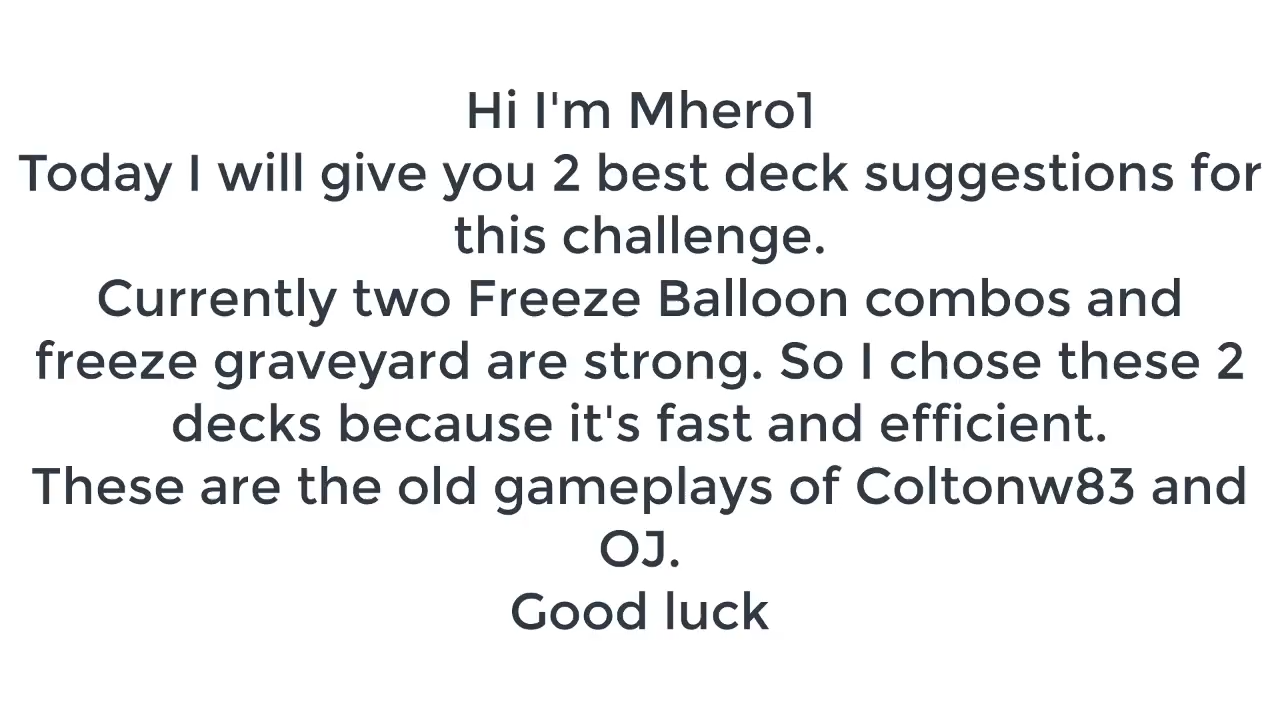 Hi I'm Mhero1
Today I will give you 2 best deck suggestions for
this challenge.
Currently two Freeze Balloon combos and
freeze graveyard are strong. So I chose these 2
decks because it's fast and efficient.
These are the old gameplays of Coltonw83 and
OJ.
Good luck